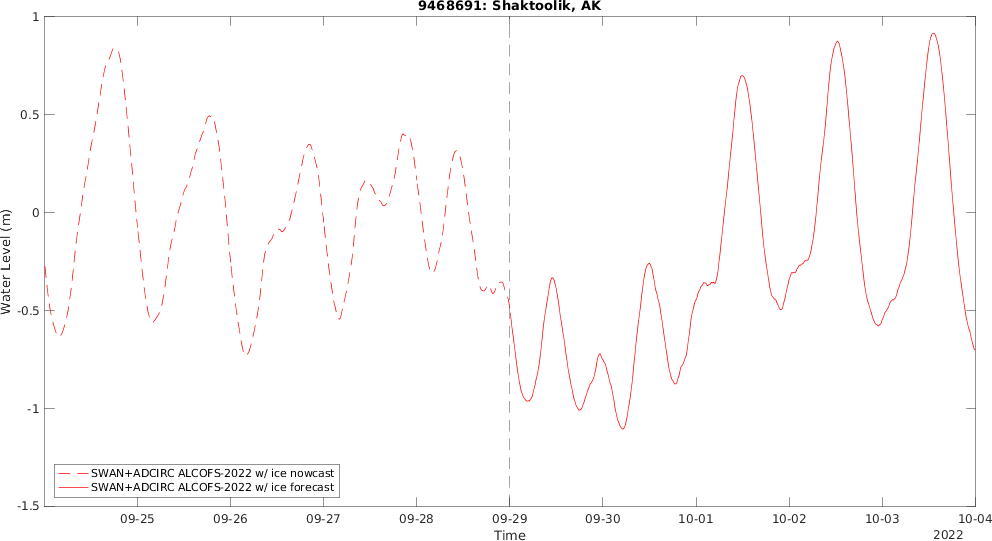 9468691: Shaktoolik, AK
Water Level (m)
1
0.5
0
-0.5
-1
-1.5
SWAN+ADCIRC ALCOFS-2022 w/ ice nowcast
SWAN+ADCIRC ALCOFS-2022 w/ ice forecast
09-25 09-26 09-27 09-28 09-29 09-30 10-01 10-02 10-03 10-04
Time
2022